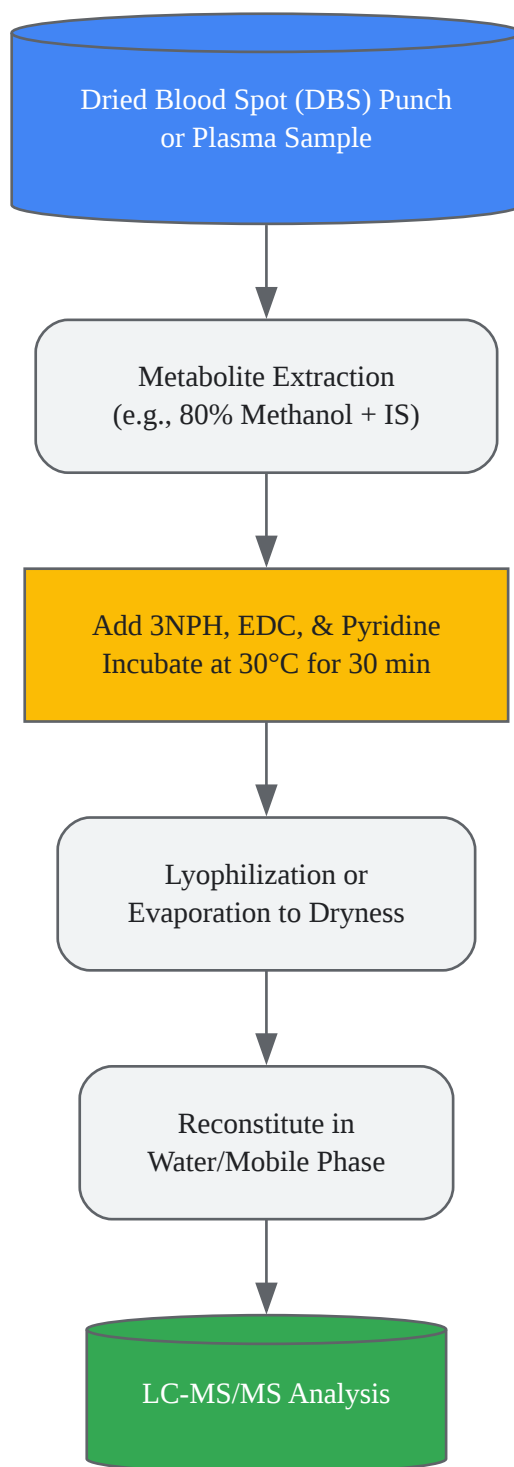 Dried Blood Spot (DBS) Punch
or Plasma Sample
Metabolite Extraction
(e.g., 80% Methanol + IS)
Add 3NPH, EDC, & Pyridine
Incubate at 30°C for 30 min
Lyophilization or
Evaporation to Dryness
Reconstitute in
Water/Mobile Phase
LC-MS/MS Analysis